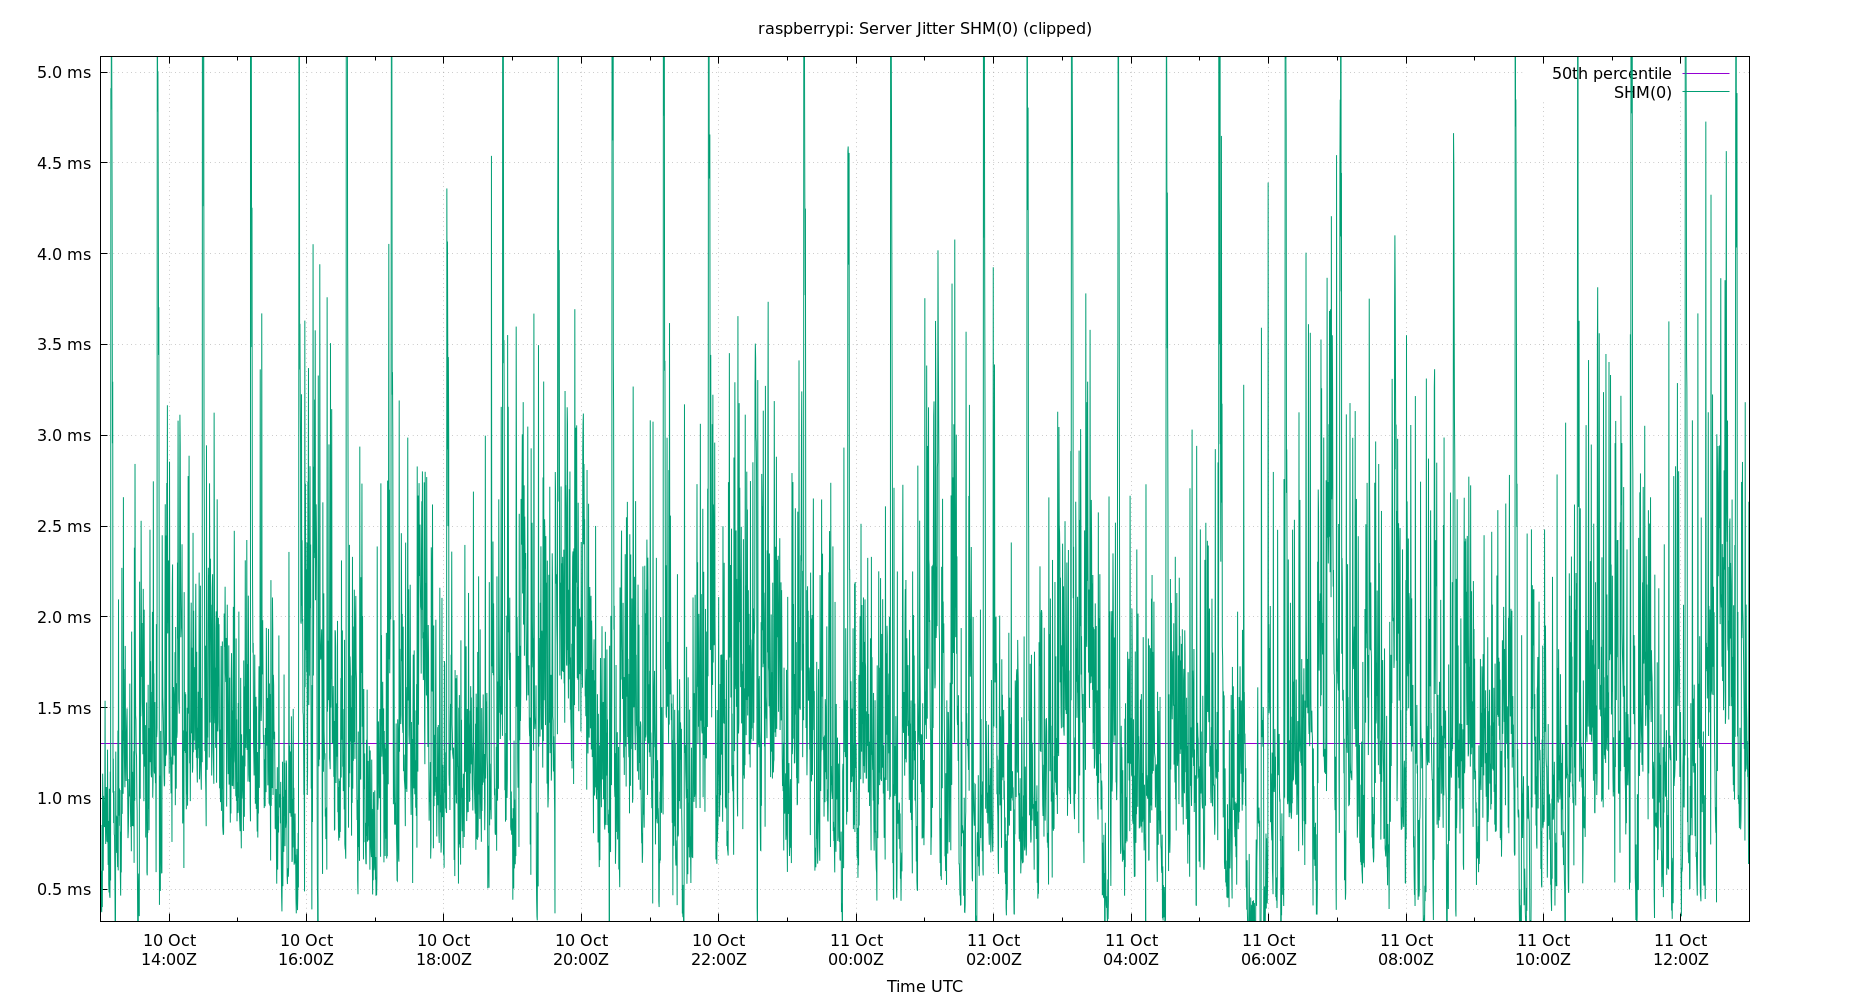 raspberrypi: Server Jitter SHM(0) (clipped)
5.0 ms
4.5 ms
4.0 ms
3.5 ms
3.0 ms
2.5 ms
2.0 ms
1.5 ms
1.0 ms
0.5 ms
50th percentile
SHM(0)
10 Oct 10 Oct 10 Oct 10 Oct 10 Oct 11 Oct 11 Oct 11 Oct 11 Oct 11 Oct 11 Oct 11 Oct
14:00Z 16:00Z 18:00Z 20:00Z 22:00Z 00:00Z 02:00Z 04:00Z 06:00Z 08:00Z 10:00Z 12:00Z
Time UTC